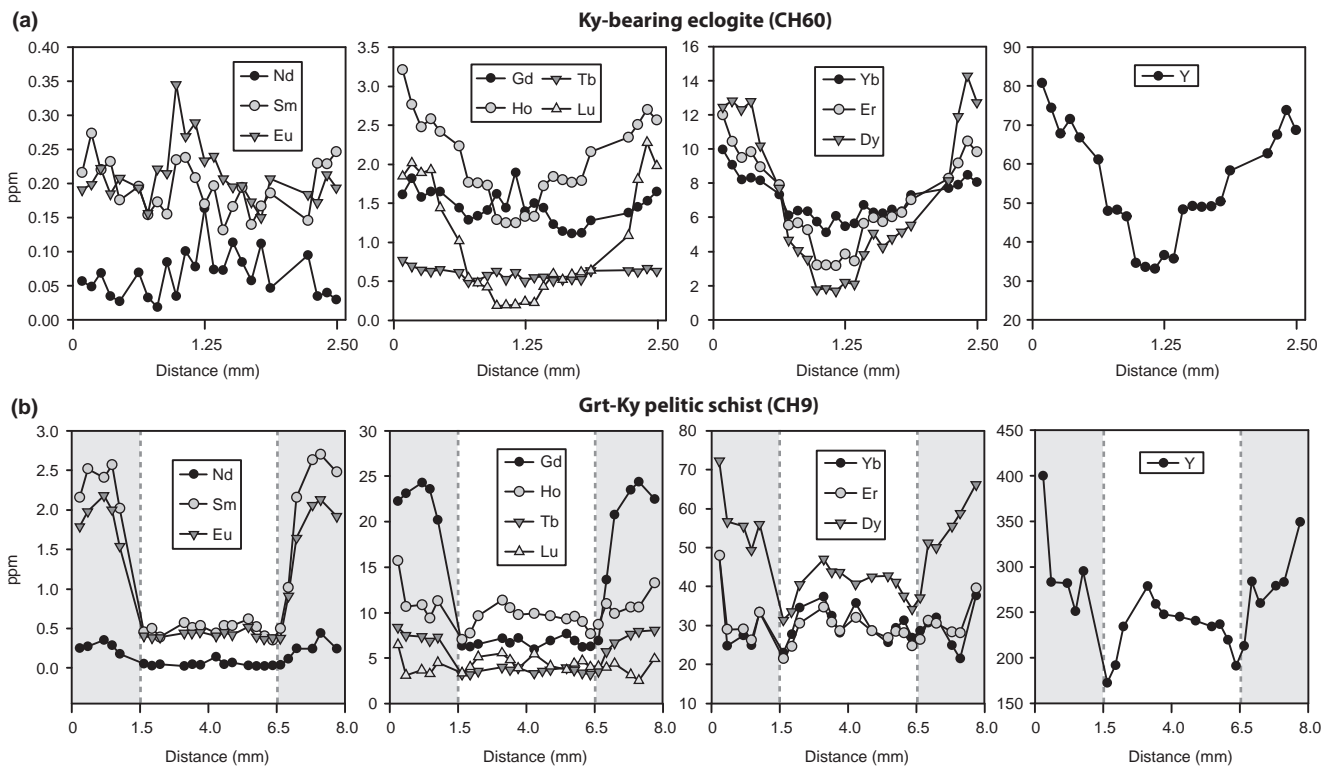 (a)
Ky-bearing eclogite (CH60)
0.40
0.35
0.30
0.25
0.20
0.15
0.10
0.05
0.00
ppm
Nd
Sm
Eu
0
1.25
2.50
Distance (mm)
3.5
3.0
2.5
2.0
1.5
1.0
0.5
0.0
Gd
Tb
Ho
Lu
0
1.25
2.50
Distance (mm)
16
14
12
10
8
6
4
2
0
Yb
Er
Dy
0
1.25
2.50
Distance (mm)
90
80
70
60
50
40
30
20
Y
0
1.25
2.50
Distance (mm)
(b)
Grt-Ky pelitic schist (CH9)
3.0
2.5
2.0
1.5
1.0
0.5
0.0
ppm
Nd
Sm
Eu
0
1.5
4.0
6.5
8.0
Distance (mm)
30
25
20
15
10
5
0
Gd
Ho
Tb
Lu
0
1.5
4.0
6.5
8.0
Distance (mm)
80
70
60
50
40
30
20
10
Yb
Er
Dy
0
1.5
4.0
6.5
8.0
Distance (mm)
450
400
350
300
250
200
150
Y
0
1.5
4.0
6.5
8.0
Distance (mm)